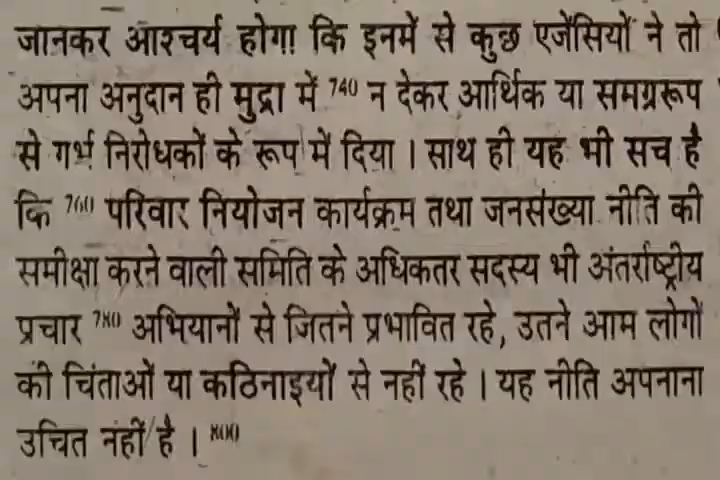 जानकर आश्चर्य होगा कि इनमें से कुछ एजेंसियों ने तो
अपना अनुदान ही मुद्रा में 740 न देकर आर्थिक या समग्ररूप
से गर्भ निरोधकों के रूप में दिया । साथ ही यह भी सच है
कि 760 परिवार नियोजन कार्यक्रम तथा जनसंख्या नीति की
समीक्षा करने वाली समिति के अधिकतर सदस्य भी अंतर्राष्ट्रीय
प्रचार 780 अभियानों से जितने प्रभावित रहे, उतने आम लोगों
की चिंताओं या कठिनाइयों से नहीं रहे । यह नीति अपनाना
उचित नहीं है । 800